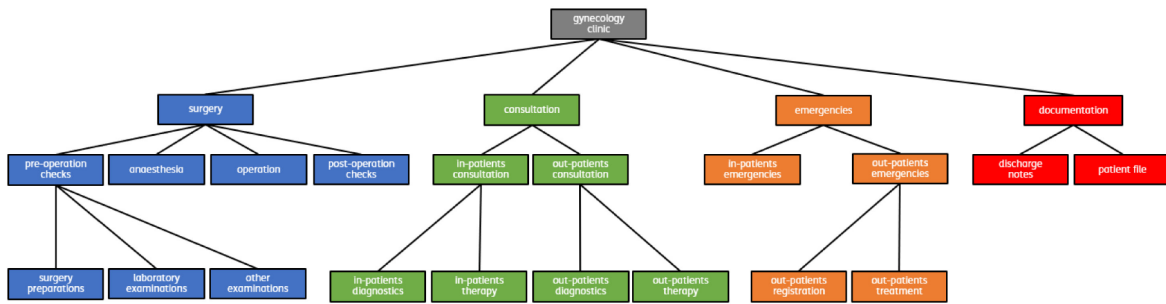 gynecology
clinic
surgery
consultation
emergencies
documentation
pre-operation
checks
anaesthesia
operation
post-operation
checks
in-patients
consultation
out-patients
consultation
in-patients
emergencies
out-patients
emergencies
discharge
notes
patient file
surgery
preparations
laboratory
examinations
other
examinations
in-patients
diagnostics
in-patients
therapy
out-patients
diagnostics
out-patients
therapy
out-patients
registration
out-patients
treatment